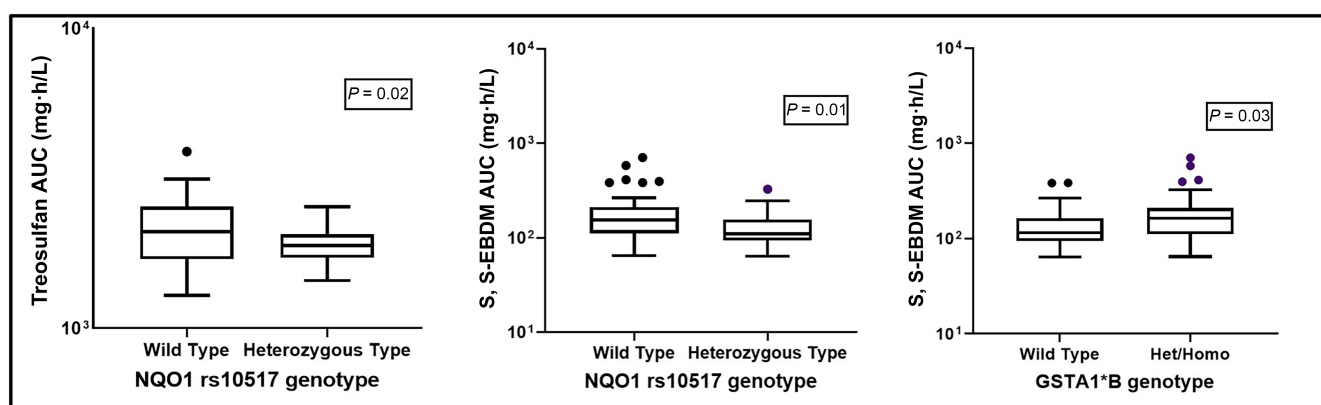 Treosulfan AUC (mg·h/L)
10⁴
10³
P = 0.02
Wild Type Heterozygous Type
NQO1 rs10517 genotype
S, S-EBDM AUC (mg·h/L)
10⁴
10³
10²
10¹
P = 0.01
Wild Type Heterozygous Type
NQO1 rs10517 genotype
S, S-EBDM AUC (mg·h/L)
10⁴
10³
10²
10¹
P = 0.03
Wild Type Het/Homo
GSTA1*B genotype